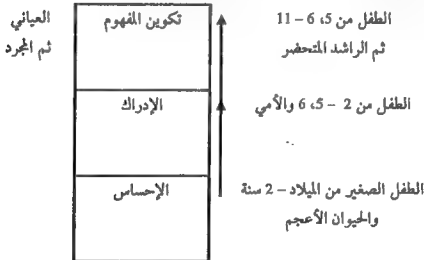 الطفل من 5، 6 – 11 تكوين المفهوم العياني
ثم الراشد المتحضر ثم المجرد
الطفل من 2 – 5، 6 والأمي الإدراك
الطفل الصغير من الميلاد – 2 سنة الإحساس
والحيوان الأعجم